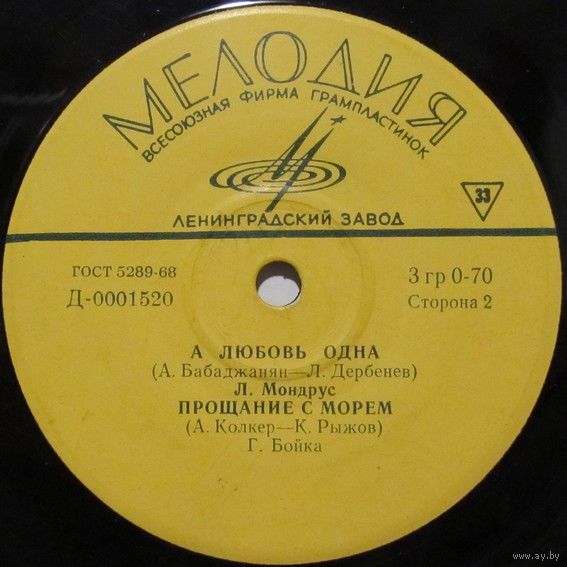 МЕЛОДИЯ
ВСЕСОЮЗНАЯ ФИРМА ГРАМПЛАСТИНОК
ЛЕНИНГРАДСКИЙ ЗАВОД
33
ГОСТ 5289-68
Д-0001520
3 гр 0-70
Сторона 2
А ЛЮБОВЬ ОДНА
(А. Бабаджанян—Л. Дербенев)
Л. Мондрус
ПРОЩАНИЕ С МОРЕМ
(А. Колкер—К. Рыжов)
Г. Бойка
www.ay.by